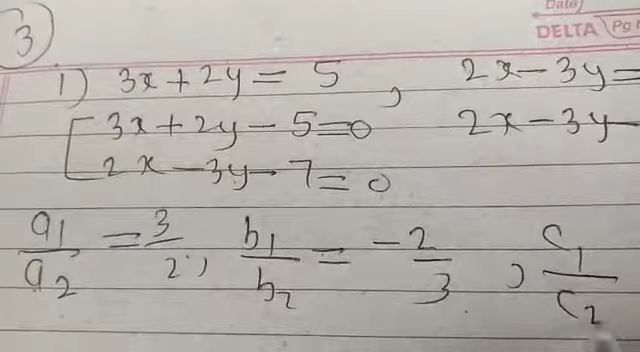 Date
DELTA Pg
3
1) 3x + 2y = 5 , 2x - 3y =
3x + 2y - 5 = 0 2x - 3y -
2x - 3y - 7 = 0
a1/a2 = 3/2 , b1/b2 = -2/3 , c1/c2